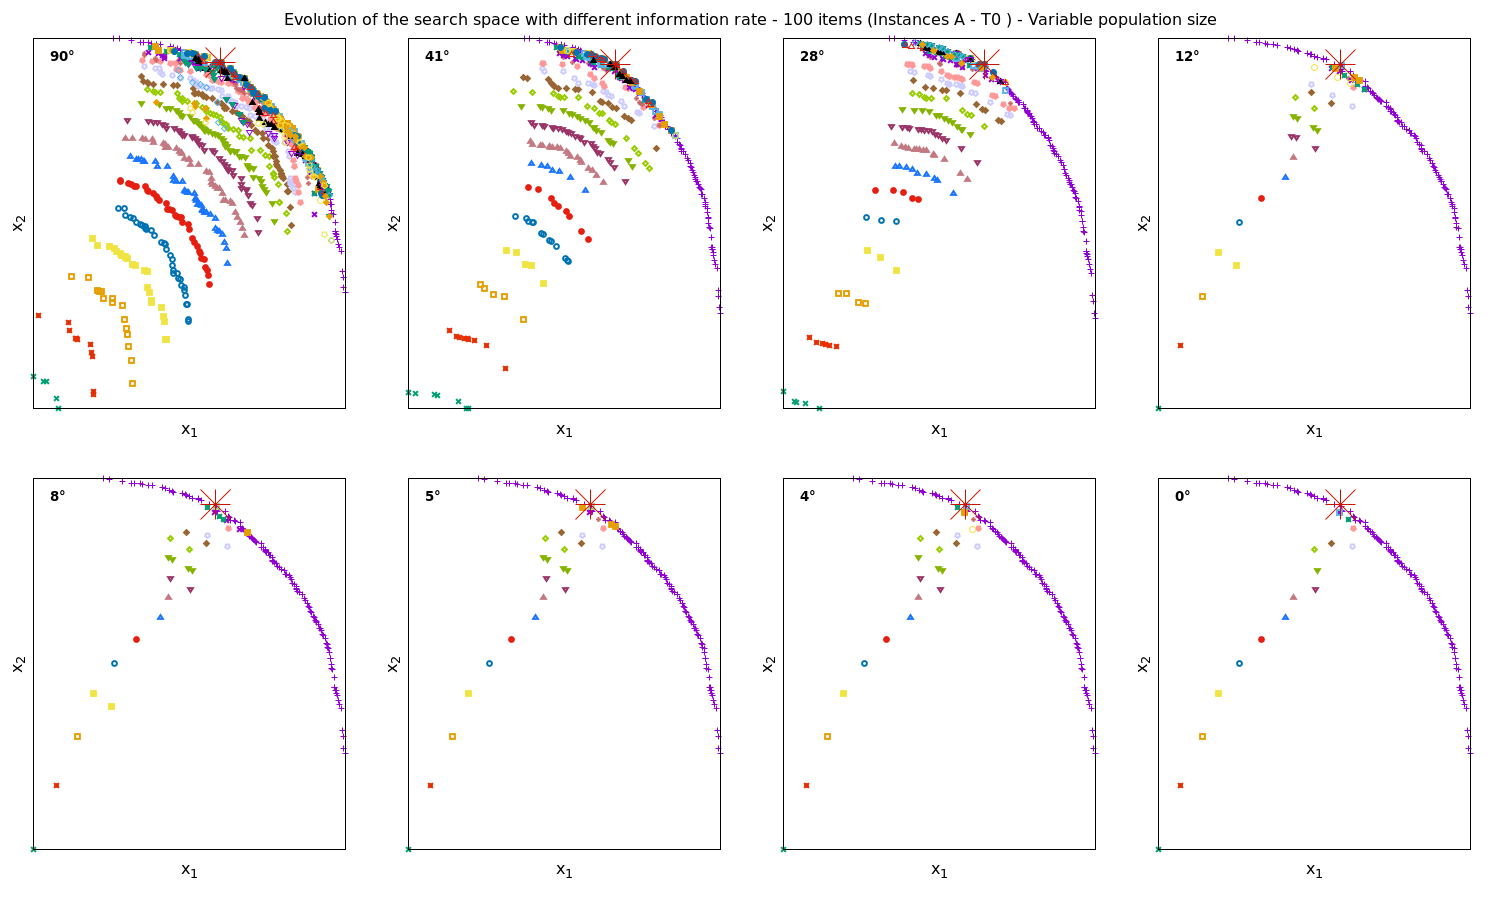 Evolution of the search space with different information rate - 100 items (Instances A - T0 ) - Variable population size
90°
41°
28°
12°
x2
x2
x2
x2
x1
x1
x1
x1
8°
5°
4°
0°
x2
x2
x2
x2
x1
x1
x1
x1